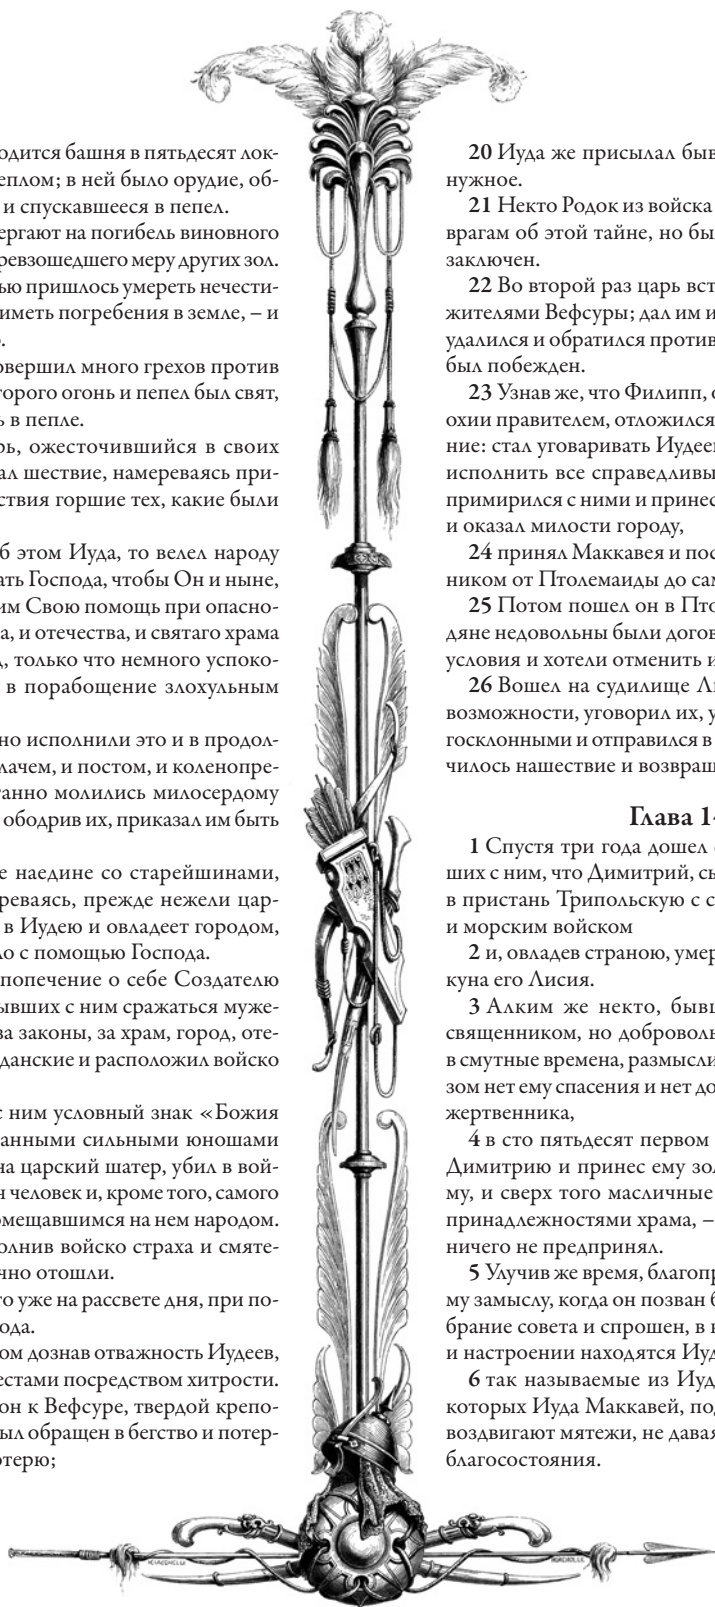 одится башня в пятьдесят лок-
еплом; в ней было орудие, об-
и спускавшееся в пепел.
ергают на погибель виновного
ревзошедшего меру других зол.
ью пришлось умереть нечести-
иметь погребения в земле, – и
о.
овершил много грехов против
торого огонь и пепел был свят,
ь в пепле.
рь, ожесточившийся в своих
ал шествие, намереваясь при-
ствия горшие тех, какие были
б этом Иуда, то велел народу
ать Господа, чтобы Он и ныне,
им Свою помощь при опасно-
а, и отечества, и святаго храма
д, только что немного успоко-
в порабощение злохульным
но исполнили это и в продол-
лачем, и постом, и коленопре-
танно молились милосердому
ободрив их, приказал им быть
е наедине со старейшинами,
реваясь, прежде нежели цар-
в Иудею и овладеет городом,
ло с помощью Господа.
попечение о себе Создателю
ывших с ним сражаться муже-
за законы, за храм, город, оте-
данские и расположил войско
с ним условный знак «Божия
анными сильными юношами
на царский шатер, убил в вой-
ч человек и, кроме того, самого
омещавшимся на нем народом.
олнив войско страха и смяте-
чно отошли.
то уже на рассвете дня, при по-
ода.
ом дознав отважность Иудеев,
естами посредством хитрости.
он к Вефсуре, твердой крепо-
ыл обращен в бегство и потер-
отерю;
20 Иуда же присылал быв
нужное.
21 Некто Родок из войска
врагам об этой тайне, но бы
заключен.
22 Во второй раз царь вст
жителями Вефсуры; дал им и
удалился и обратился против
был побежден.
23 Узнав же, что Филипп, о
охии правителем, отложился
ние: стал уговаривать Иудеев
исполнить все справедливы
примирился с ними и принес
и оказал милости городу,
24 принял Маккавея и пос
ником от Птолемаиды до сам
25 Потом пошел он в Пто
дяне недовольны были догов
условия и хотели отменить и
26 Вошел на судилище Ли
возможности, уговорил их, у
госклонными и отправился в
чилось нашествие и возвращ
Глава 14
1 Спустя три года дошел с
ших с ним, что Димитрий, сы
в пристань Трипольскую с с
и морским войском
2 и, овладев страною, умер
куна его Лисия.
3 Алким же некто, бывш
священником, но доброволь
в смутные времена, размысли
зом нет ему спасения и нет до
жертвенника,
4 в сто пятьдесят первом
Димитрию и принес ему зол
му, и сверх того масличные
принадлежностями храма, –
ничего не предпринял.
5 Улучив же время, благопр
му замыслу, когда он позван б
брание совета и спрошен, в к
и настроении находятся Иуд
6 так называемые из Иуд
которых Иуда Маккавей, под
воздвигают мятежи, не давая
благосостояния.